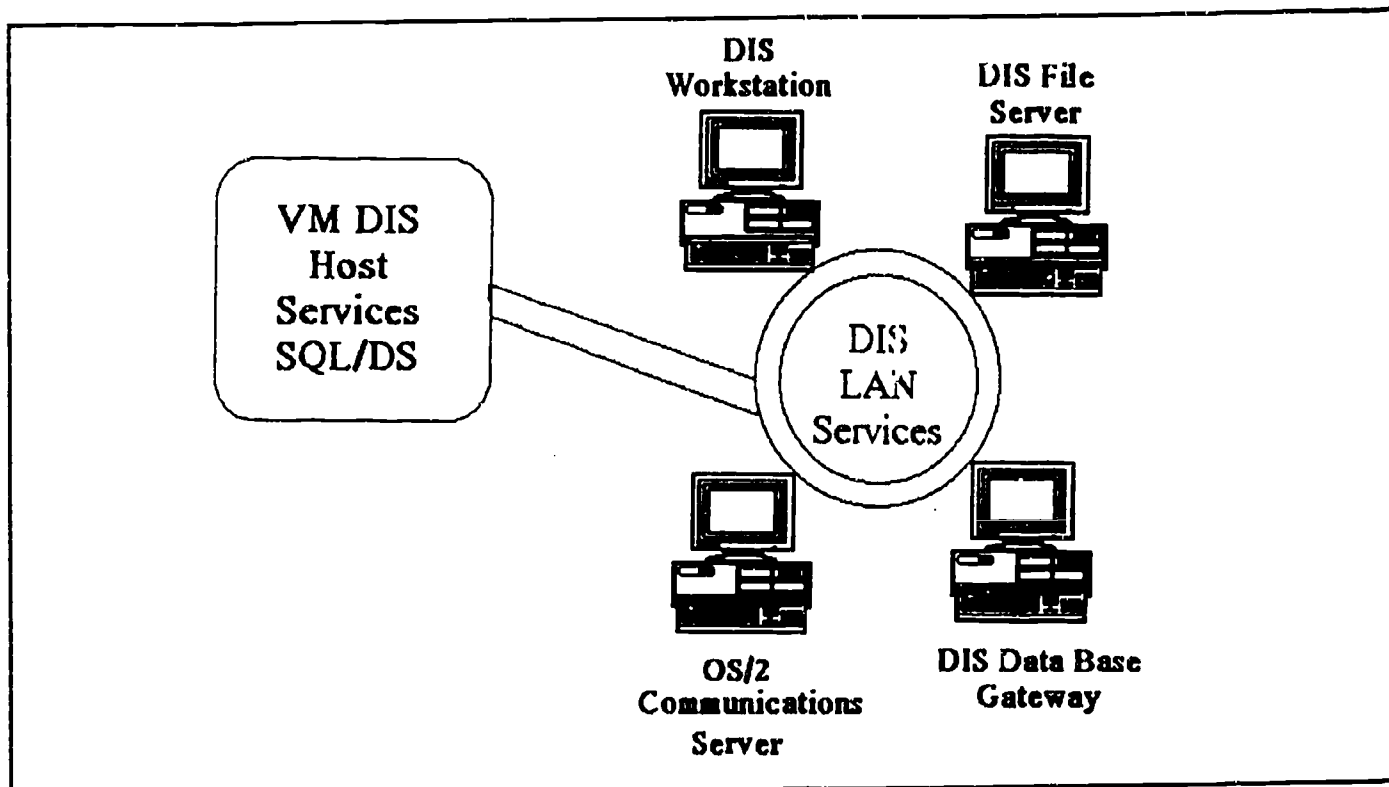 DIS
Workstation
DIS File
Server
VM DIS
Host
Services
SQL/DS
DIS
LAN
Services
OS/2
Communications
Server
DIS Data Base
Gateway